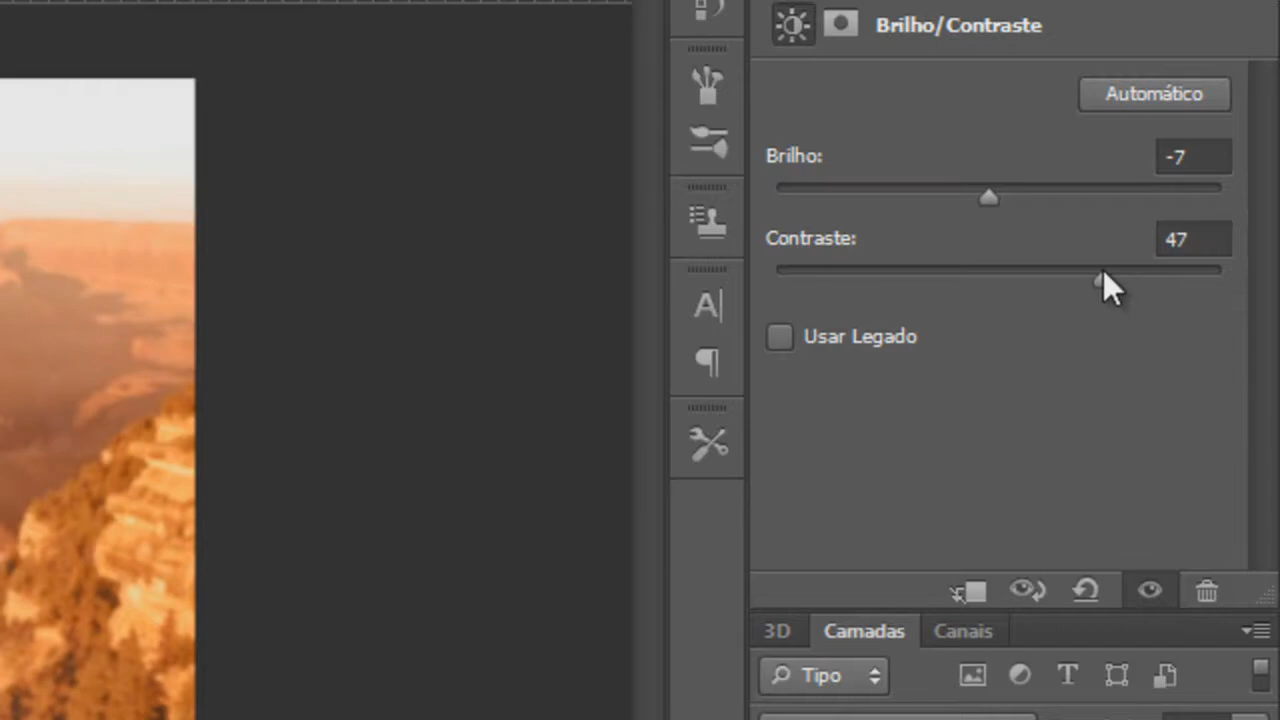 Brilho/Contraste
Automático
Brilho:
-7
Contraste:
47
Usar Legado
3D
Camadas
Canais
Tipo